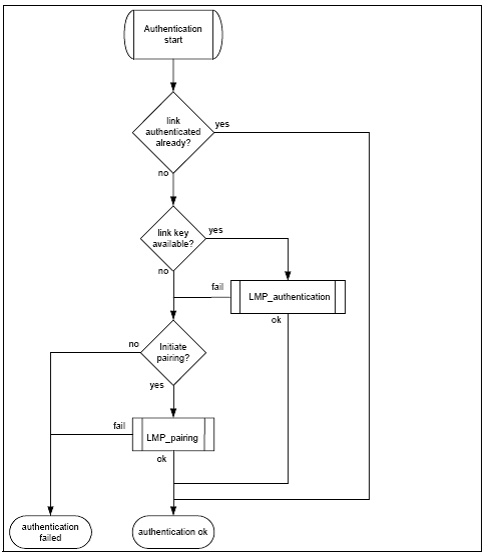 Authentication
start
link
authenticated
already?
yes
no
link key
available?
yes
no
fail
LMP_authentication
ok
no
Initiate
pairing?
yes
fail
LMP_pairing
ok
authentication
failed
authentication ok